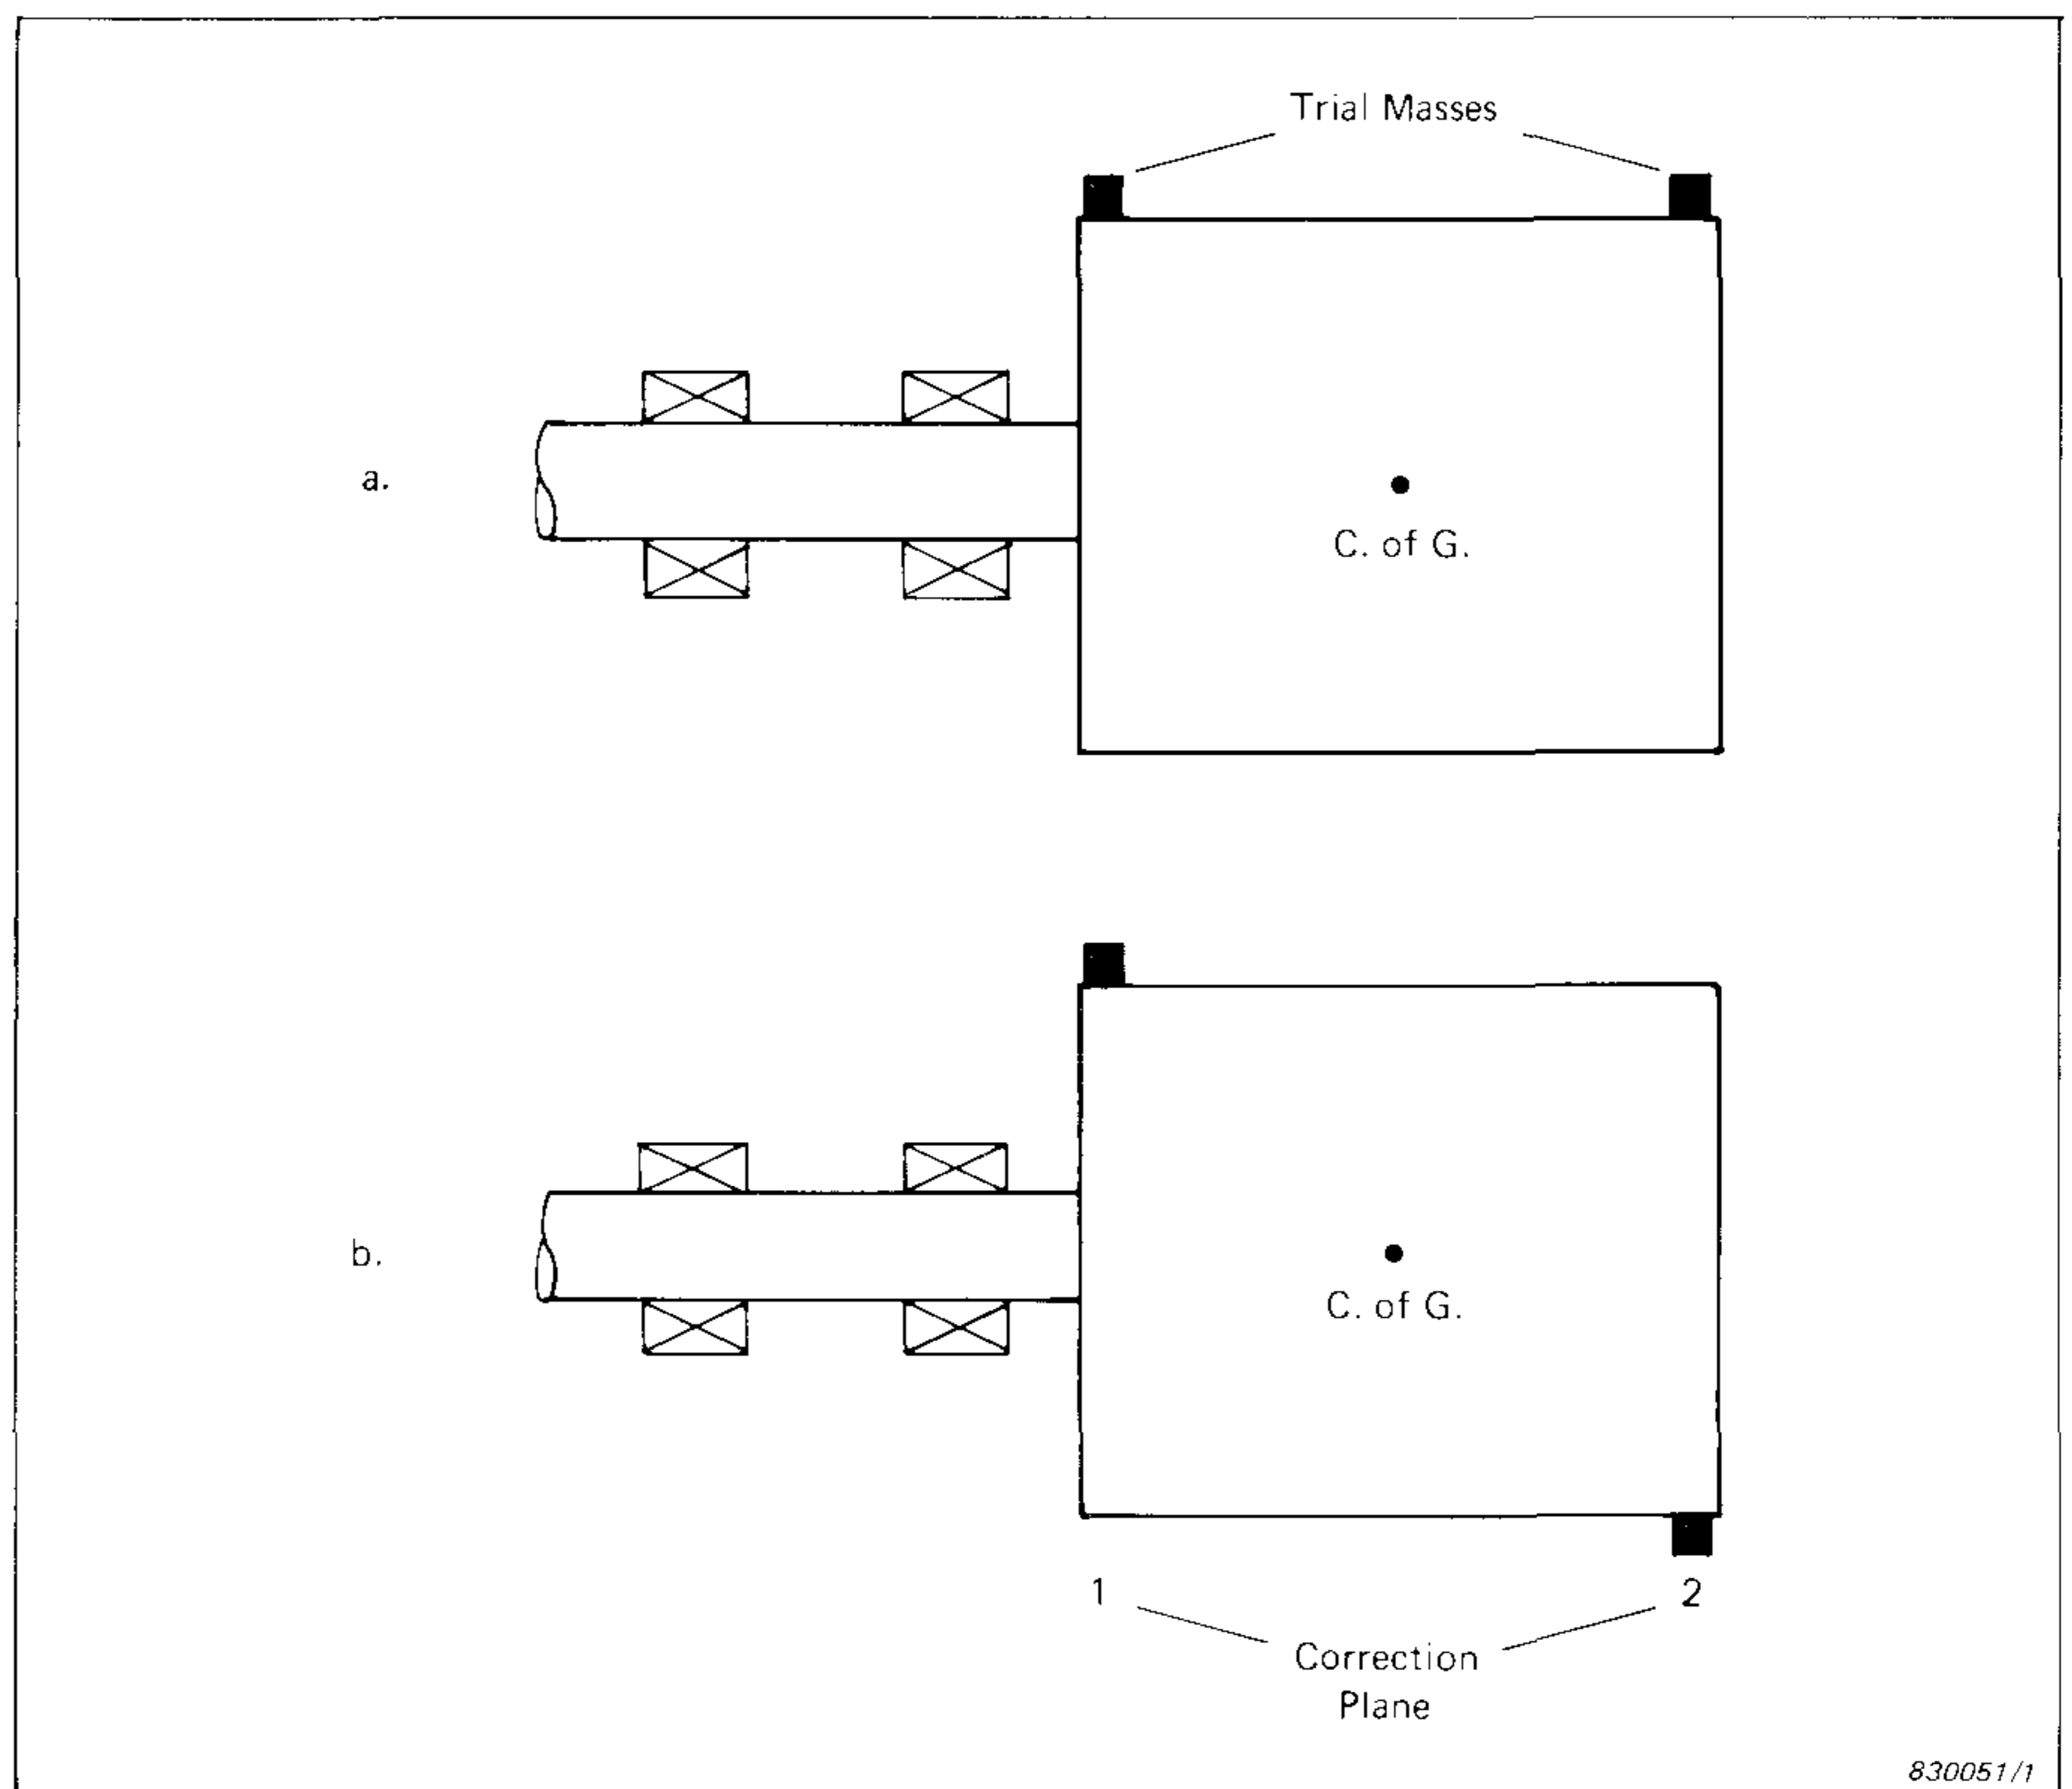 Trial Masses
a.
C. of G.
b.
C. of G.
1
2
Correction
Plane
830051/1